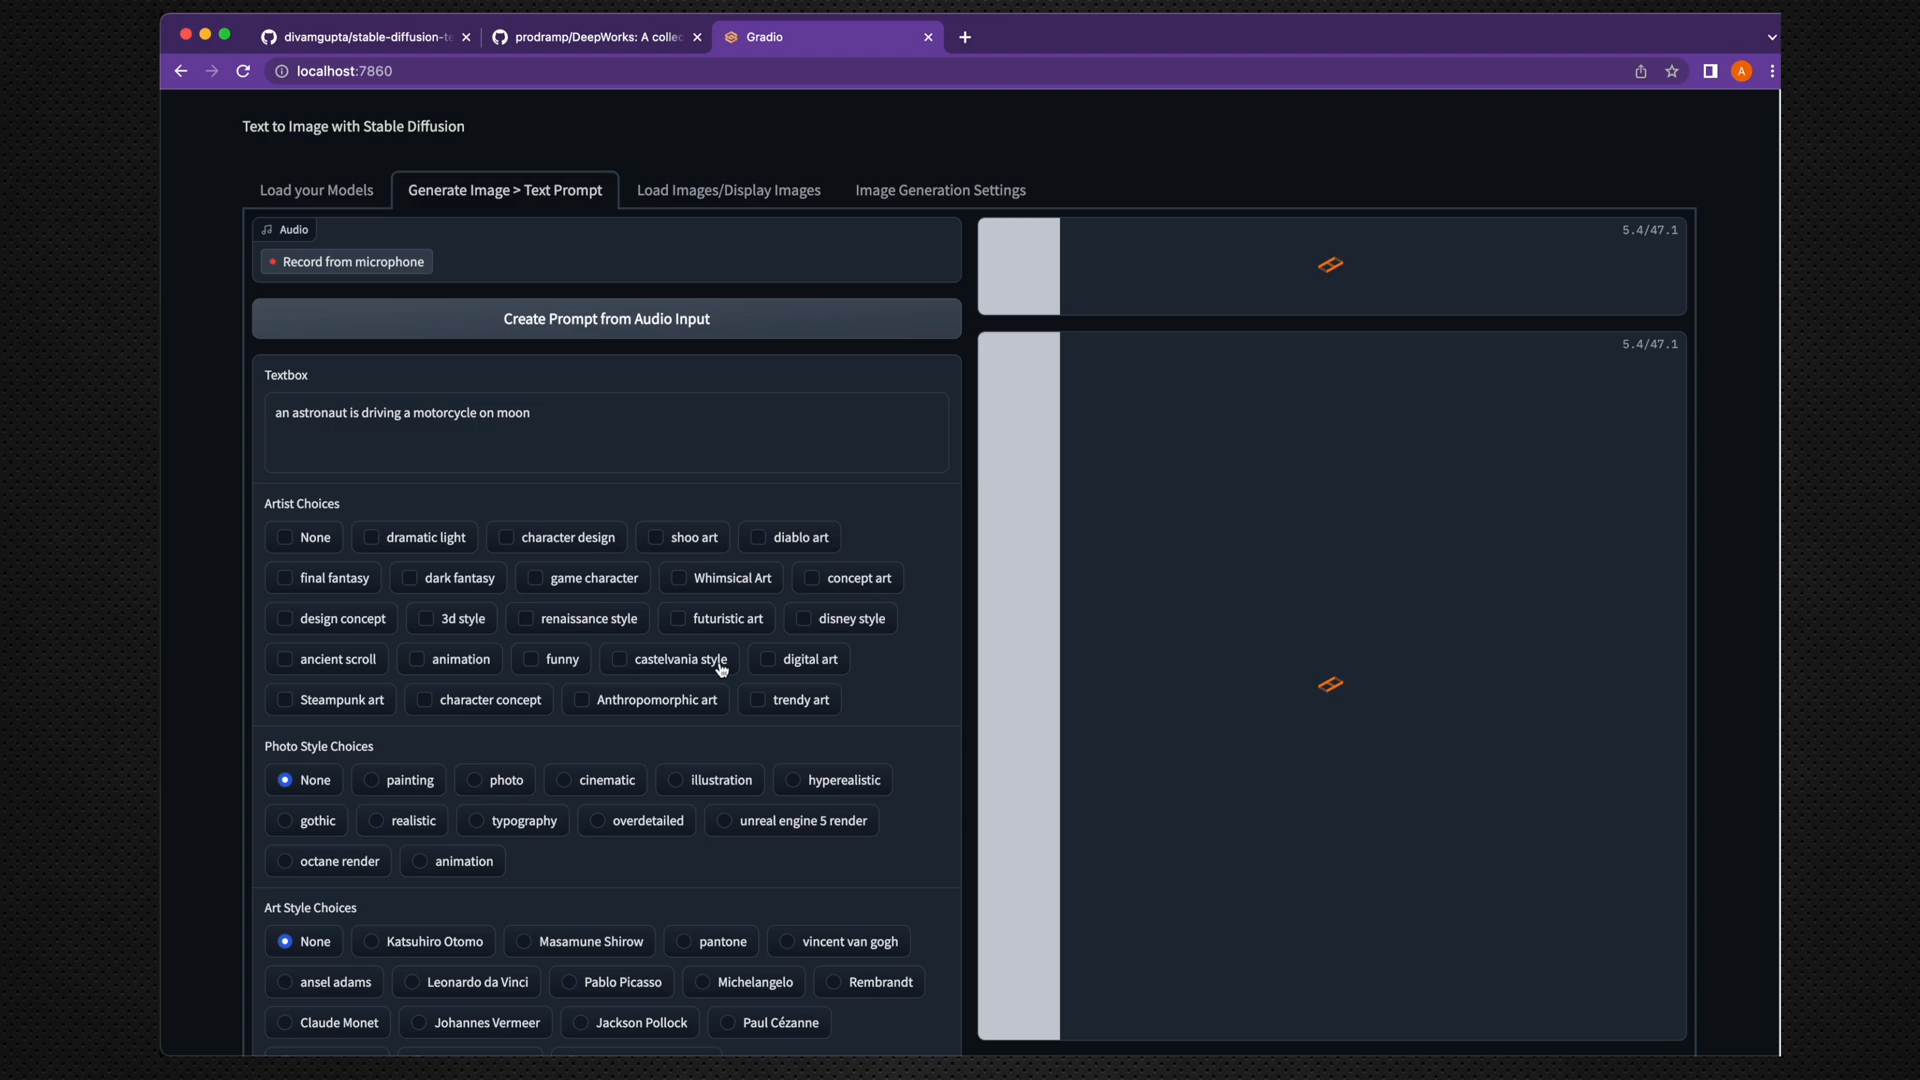 divamgupta/stable-diffusion-te
prodramp/DeepWorks: A collec
Gradio
localhost:7860
A
Text to Image with Stable Diffusion
Load your Models
Generate Image > Text Prompt
Load Images/Display Images
Image Generation Settings
Audio
Record from microphone
Create Prompt from Audio Input
5.4/47.1
5.4/47.1
Textbox
an astronaut is driving a motorcycle on moon
Artist Choices
None dramatic light character design shoo art diablo art
final fantasy dark fantasy game character Whimsical Art concept art
design concept 3d style renaissance style futuristic art disney style
ancient scroll animation funny castelvania style digital art
Steampunk art character concept Anthropomorphic art trendy art
Photo Style Choices
None painting photo cinematic illustration hyperealistic
gothic realistic typography overdetailed unreal engine 5 render
octane render animation
Art Style Choices
None Katsuhiro Otomo Masamune Shirow pantone vincent van gogh
ansel adams Leonardo da Vinci Pablo Picasso Michelangelo Rembrandt
Claude Monet Johannes Vermeer Jackson Pollock Paul Cézanne